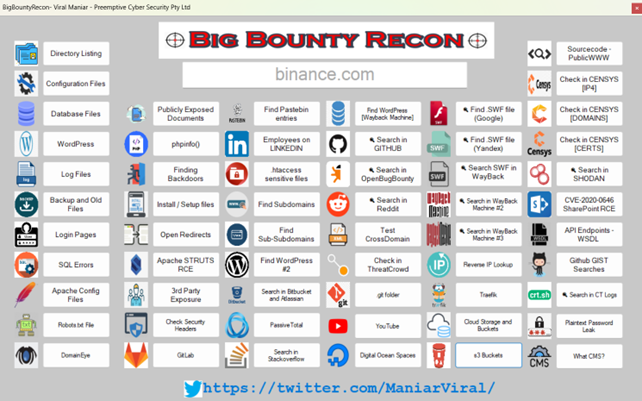 BigBountyRecon- Viral Maniar - Preemptive Cyber Security Pty Ltd
BIG BOUNTY RECON
binance.com
Directory Listing
Configuration Files
Database Files
WordPress
Log Files
Backup and Old
Files
Login Pages
SQL Errors
Apache Config
Files
Robots.txt File
DomainEye
Publicly Exposed
Documents
phpinfo()
Finding
Backdoors
Install / Setup files
Open Redirects
Apache STRUTS
RCE
3rd Party
Exposure
Check Security
Headers
GitLab
Find Pastebin
entries
Employees on
LINKEDIN
.htaccess
sensitive files
Find Subdomains
Find
Sub-Subdomains
Find WordPress
#2
Search in Bitbucket
and Atlassian
PassiveTotal
Search in
Stackoverflow
Find WordPress
[Wayback Machine]
Search in
GITHUB
Search in
OpenBugBounty
Search in
Reddit
Test
CrossDomain
Check in
ThreatCrowd
git folder
YouTube
Digital Ocean Spaces
Find .SWF file
(Google)
Find .SWF file
(Yandex)
Search SWF in
WayBack
Search in WayBack
Machine #2
Search in WayBack
Machine #3
Reverse IP Lookup
Traefik
Cloud Storage and
Buckets
s3 Buckets
Sourcecode -
PublicWWW
Check in CENSYS
[IP4]
Check in CENSYS
[DOMAINS]
Check in CENSYS
[CERTS]
Search in
SHODAN
CVE-2020-0646
SharePoint RCE
API Endpoints -
WSDL
Github GIST
Searches
Search in CT Logs
Plaintext Password
Leak
What CMS?
https://twitter.com/ManiarViral/